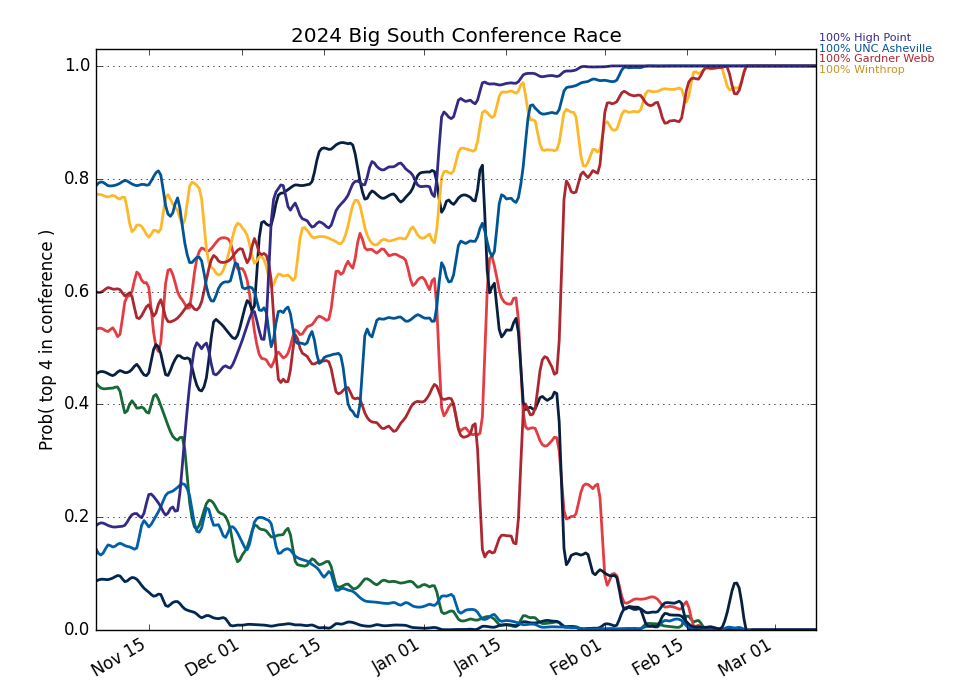 2024 Big South Conference Race
100% High Point
100% UNC Asheville
100% Gardner Webb
100% Winthrop
Prob( top 4 in conference )
1.0
0.8
0.6
0.4
0.2
0.0
Nov 15
Dec 01
Dec 15
Jan 01
Jan 15
Feb 01
Feb 15
Mar 01